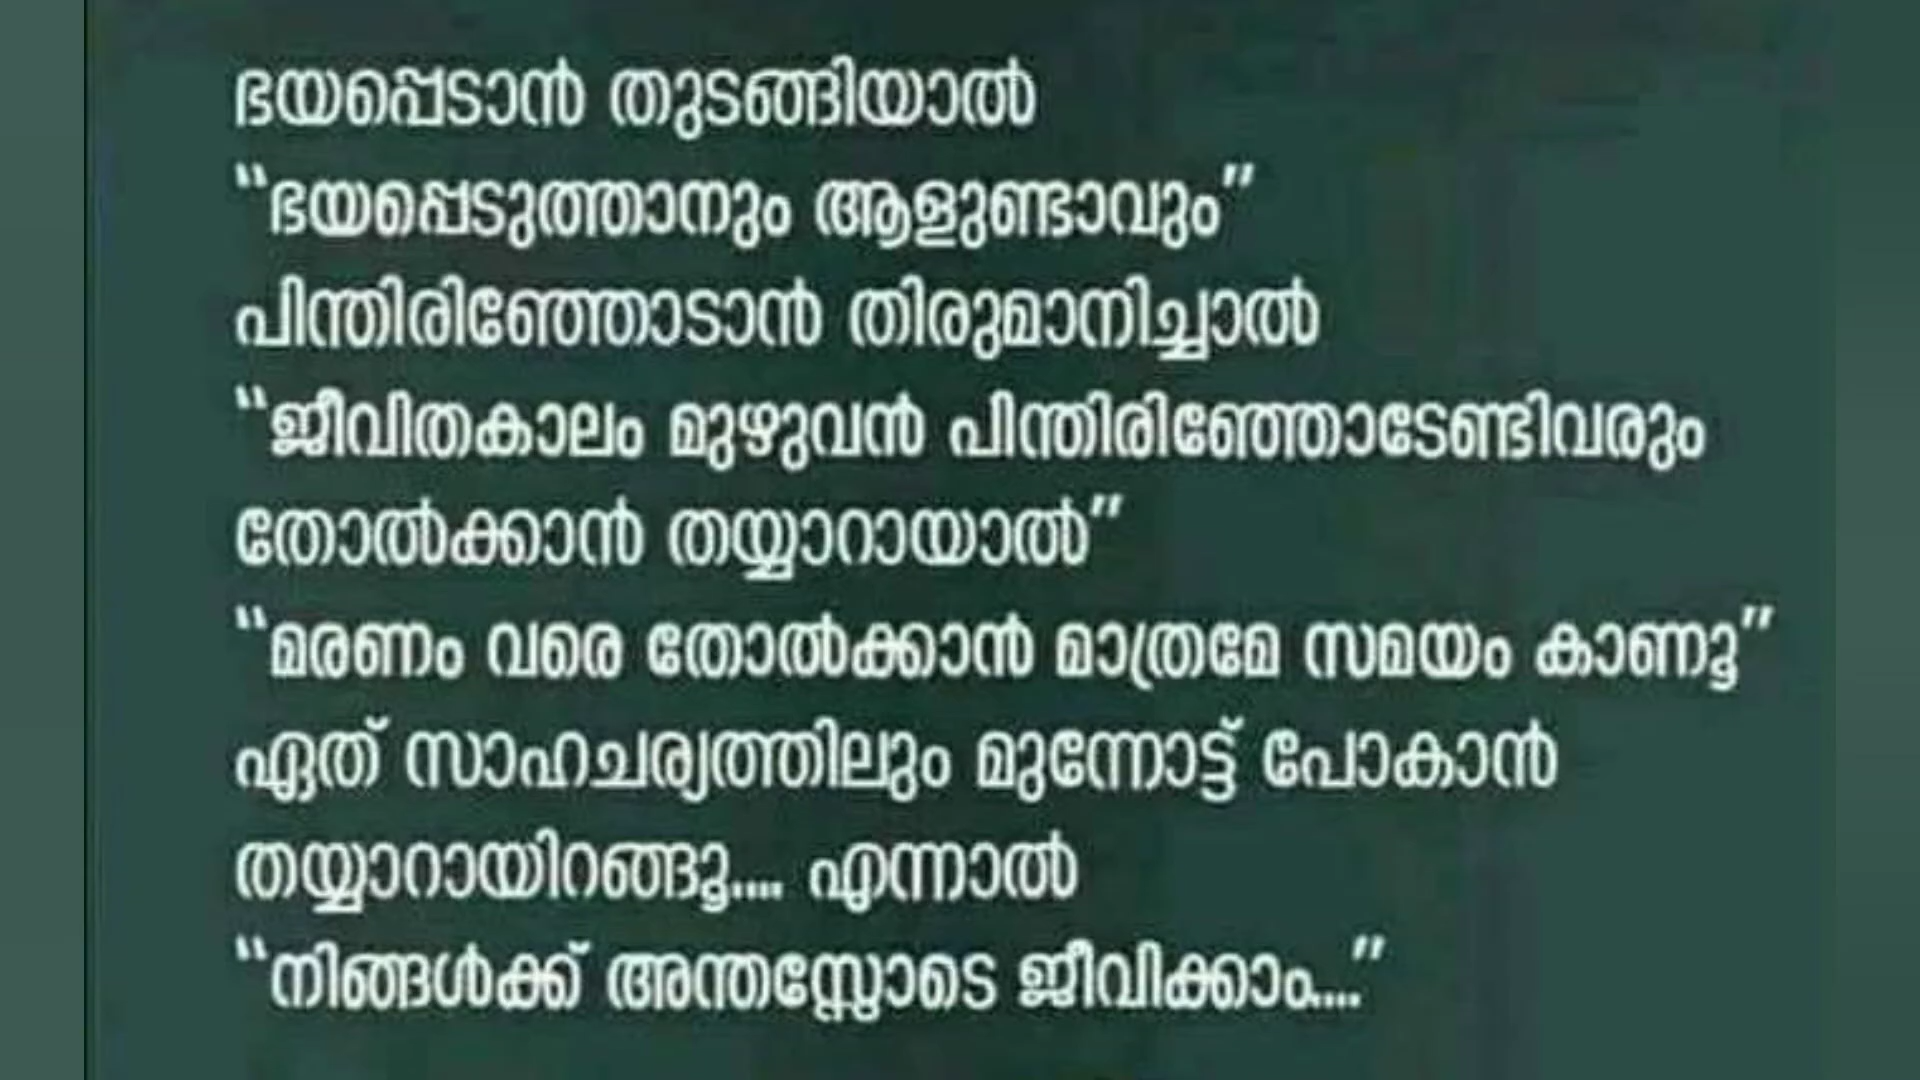 ഭയപ്പെടാൻ തുടങ്ങിയാൽ
“ഭയപ്പെടുത്താനും ആളുണ്ടാവും”
പിന്തിരിഞ്ഞോടാൻ തിരുമാനിച്ചാൽ
“ജീവിതകാലം മുഴുവൻ പിന്തിരിഞ്ഞോടേണ്ടിവരും
തോൽക്കാൻ തയ്യാറായാൽ”
“മരണം വരെ തോൽക്കാൻ മാത്രമേ സമയം കാണൂ”
ഏത് സാഹചര്യത്തിലും മുന്നോട്ട് പോകാൻ
തയ്യാറായിറങ്ങൂ.... എന്നാൽ
“നിങ്ങൾക്ക് അന്തസ്സോടെ ജീവിക്കാം....”